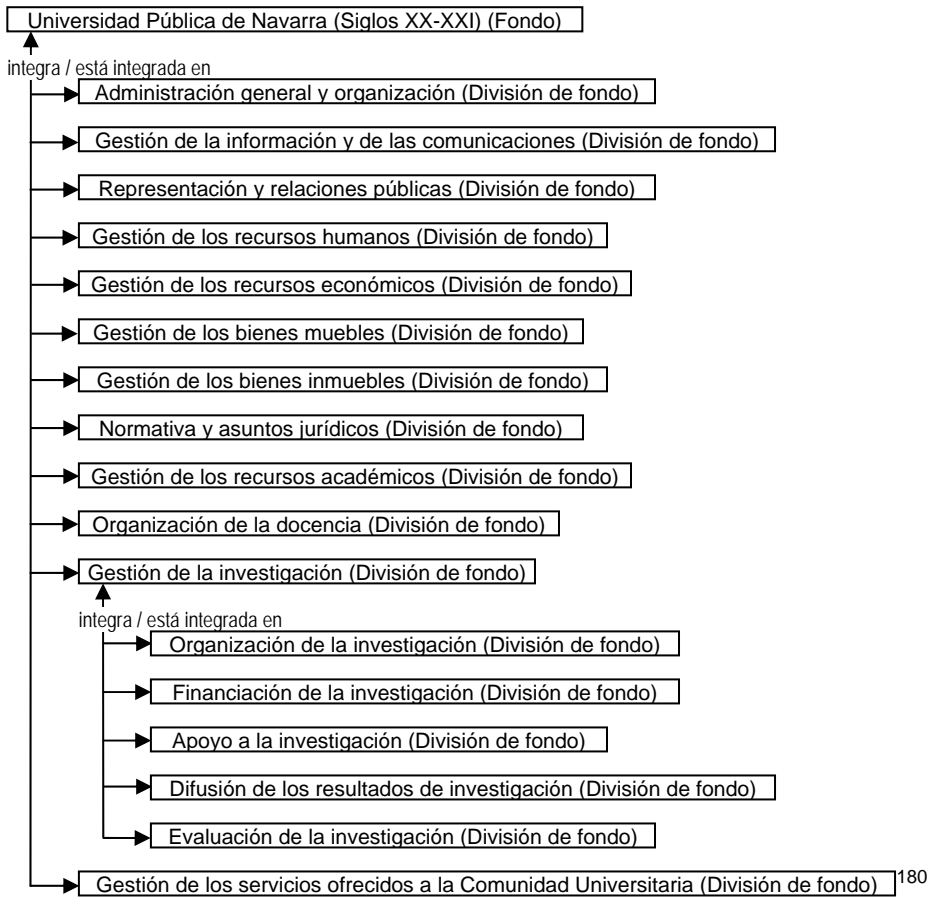 Universidad Pública de Navarra (Siglos XX-XXI) (Fondo)
integra / está integrada en
Administración general y organización (División de fondo)
Gestión de la información y de las comunicaciones (División de fondo)
Representación y relaciones públicas (División de fondo)
Gestión de los recursos humanos (División de fondo)
Gestión de los recursos económicos (División de fondo)
Gestión de los bienes muebles (División de fondo)
Gestión de los bienes inmuebles (División de fondo)
Normativa y asuntos jurídicos (División de fondo)
Gestión de los recursos académicos (División de fondo)
Organización de la docencia (División de fondo)
Gestión de la investigación (División de fondo)
integra / está integrada en
Organización de la investigación (División de fondo)
Financiación de la investigación (División de fondo)
Apoyo a la investigación (División de fondo)
Difusión de los resultados de investigación (División de fondo)
Evaluación de la investigación (División de fondo)
Gestión de los servicios ofrecidos a la Comunidad Universitaria (División de fondo) 180